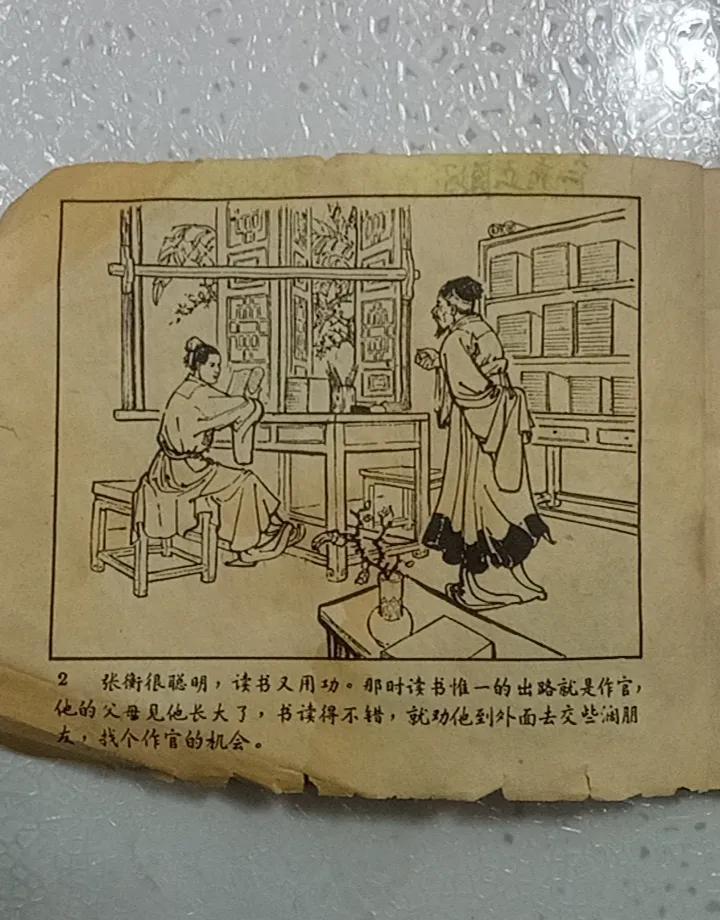 2 张衡很聪明，读书又用功。那时读书惟一的出路就是作官，
他的父母见他长大了，书读得不错，就劝他到外面去交些阔朋
友，找个作官的机会。